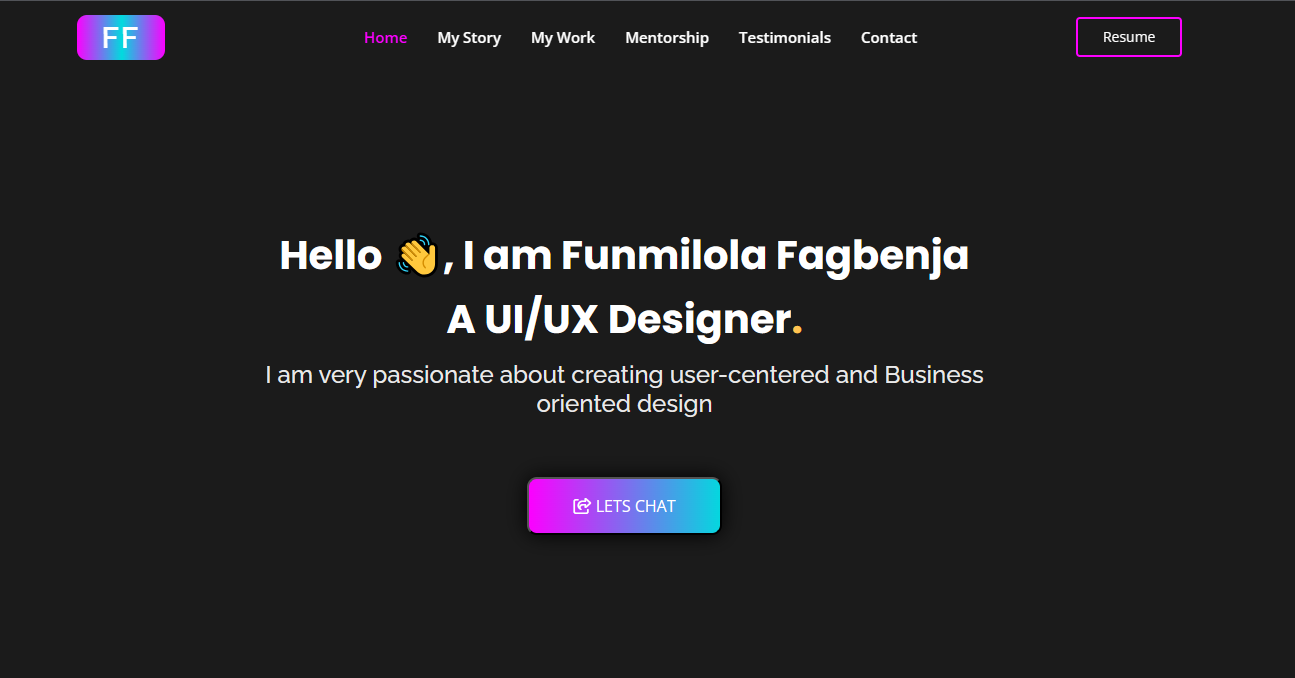 FF
Home My Story My Work Mentorship Testimonials Contact
Resume
Hello 👋, I am Funmilola Fagbenja
A UI/UX Designer.
I am very passionate about creating user-centered and Business
oriented design
LETS CHAT